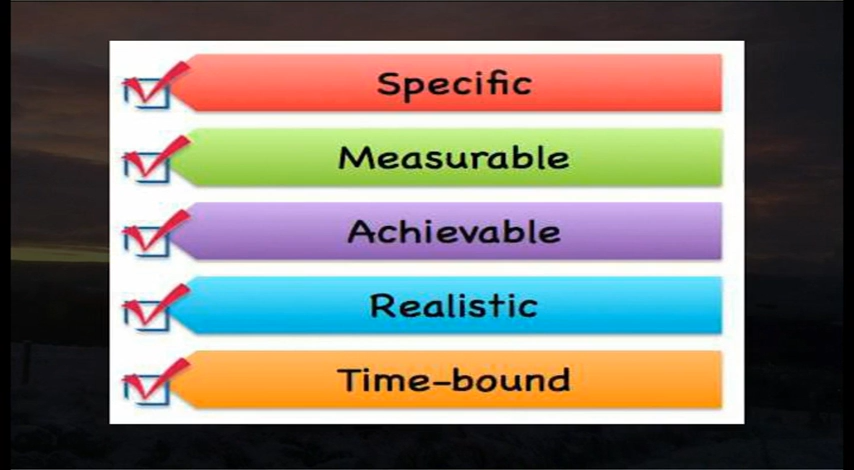 Specific
Measurable
Achievable
Realistic
Time-bound